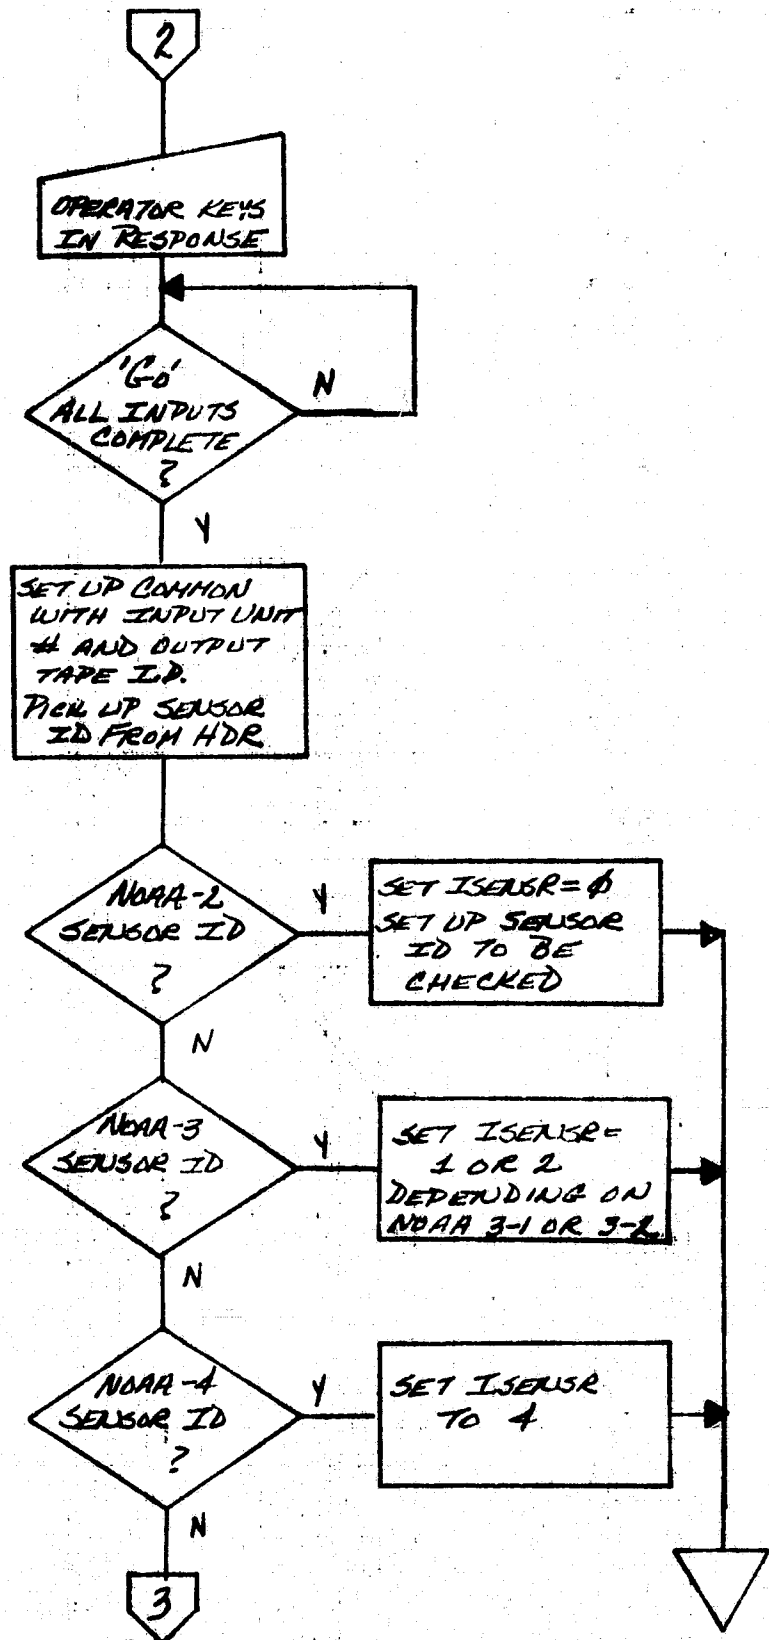 2
OPERATOR KEYS
IN RESPONSE
'GO'
ALL INPUTS
COMPLETE
?
N
Y
SET UP COMMON
WITH INPUT UNIT
# AND OUTPUT
TAPE I.D.
PICK UP SENSOR
ID FROM HDR
NOAA-2
SENSOR ID
?
Y
SET ISENSR = φ
SET UP SENSOR
ID TO BE
CHECKED
N
NOAA-3
SENSOR ID
?
Y
SET ISENSR =
1 OR 2
DEPENDING ON
NOAA 3-1 OR 3-2.
N
NOAA-4
SENSOR ID
?
Y
SET ISENSR
TO 4
N
3